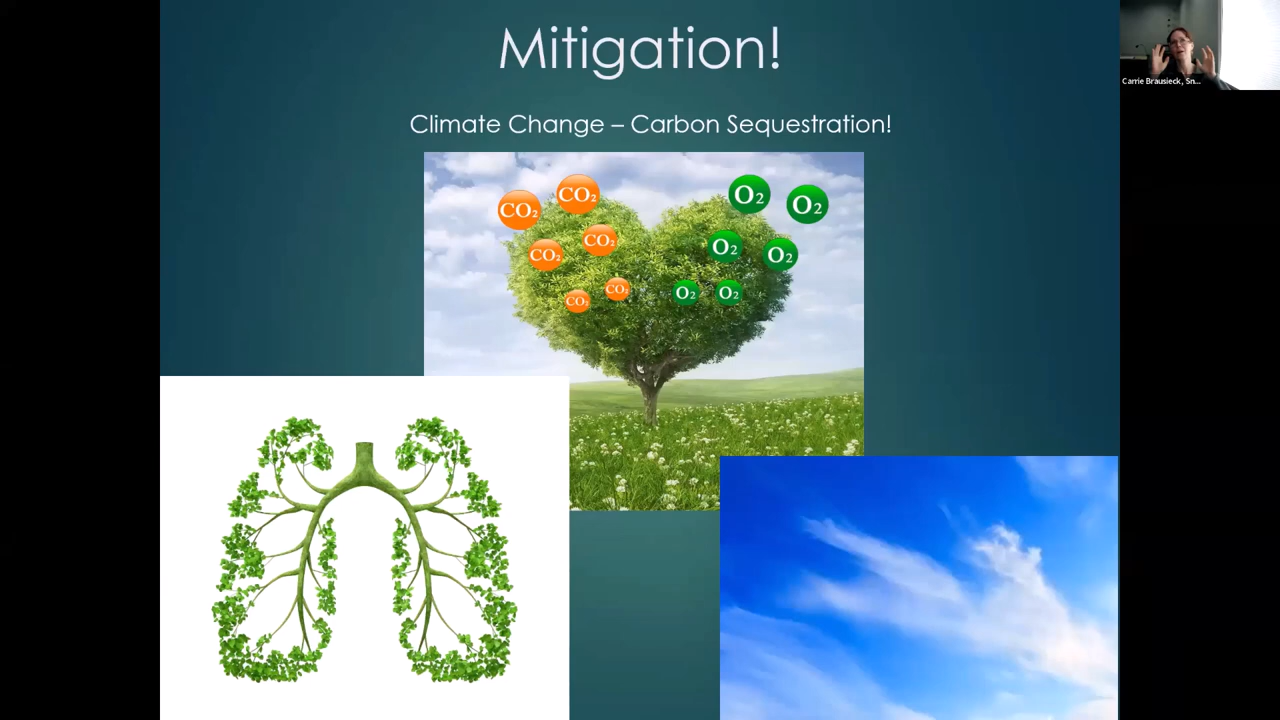 Mitigation!
Climate Change – Carbon Sequestration!
CO₂
CO₂
CO₂
CO₂
CO₂
CO₂
O₂
O₂
O₂
O₂
O₂
O₂
Carrie Brausieck, Sn...